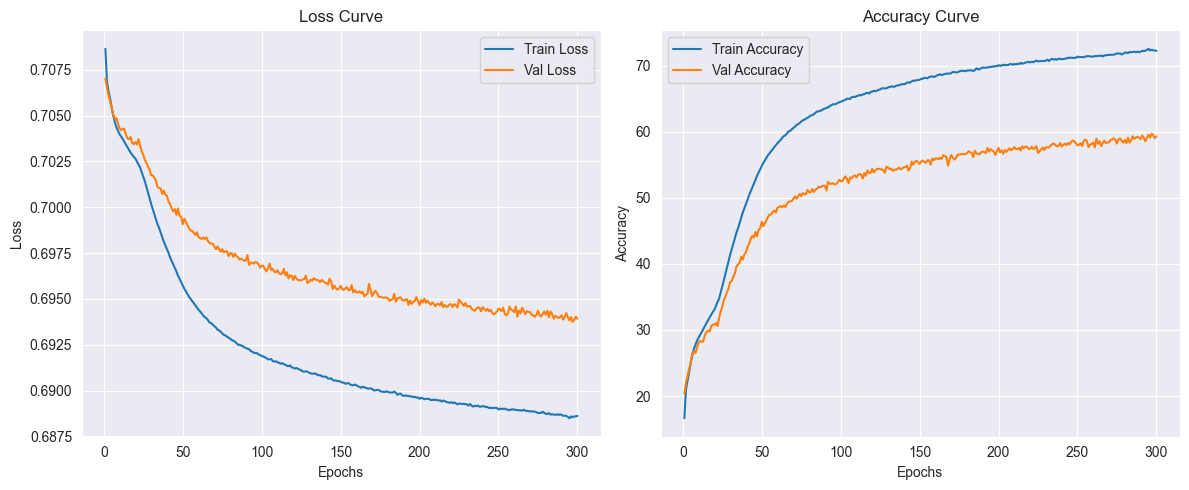 Loss Curve
Train Loss
Val Loss
0.7075
0.7050
0.7025
0.7000
0.6975
0.6950
0.6925
0.6900
0.6875
Loss
0 50 100 150 200 250 300
Epochs
Accuracy Curve
Train Accuracy
Val Accuracy
70
60
50
40
30
20
Accuracy
0 50 100 150 200 250 300
Epochs